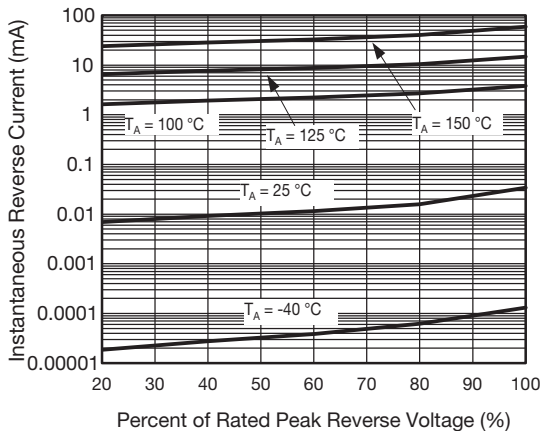 Instantaneous Reverse Current (mA)
100
10
1
0.1
0.01
0.001
0.0001
0.00001
T_A = 100 °C
T_A = 125 °C
T_A = 150 °C
T_A = 25 °C
T_A = -40 °C
20 30 40 50 60 70 80 90 100
Percent of Rated Peak Reverse Voltage (%)